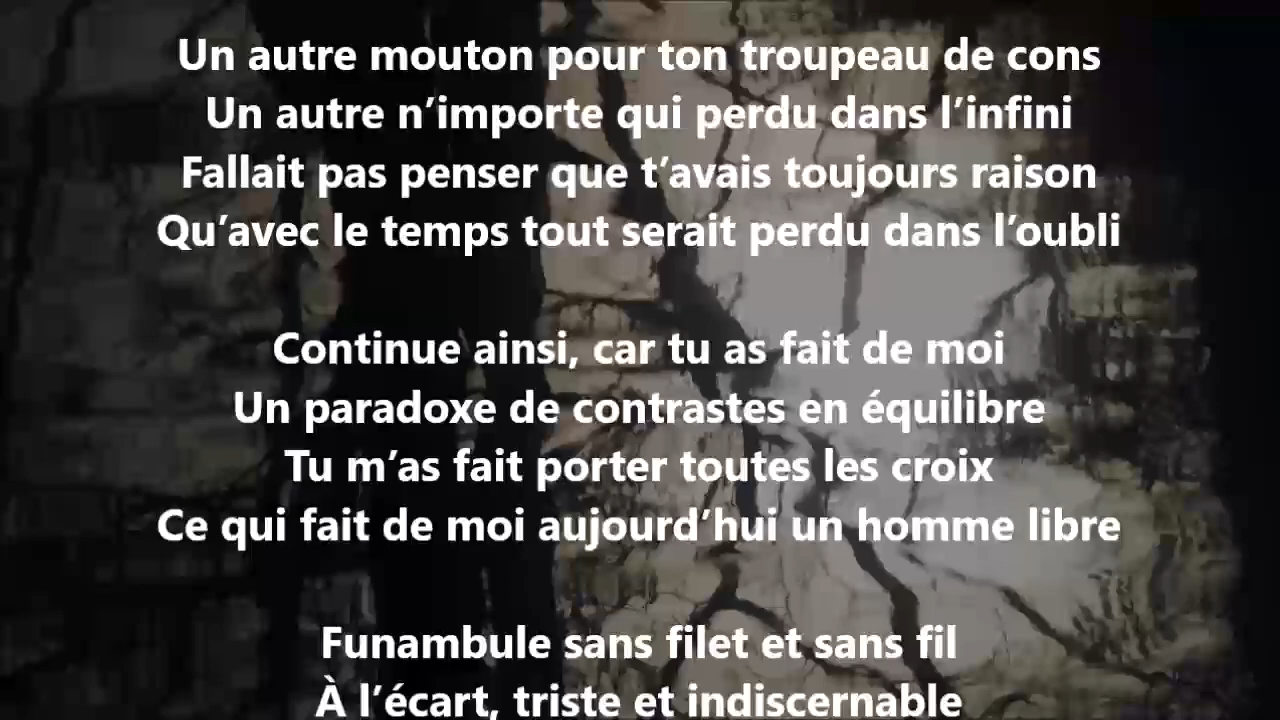 Un autre mouton pour ton troupeau de cons
Un autre n’importe qui perdu dans l’infini
Fallait pas penser que t’avais toujours raison
Qu’avec le temps tout serait perdu dans l’oubli
Continue ainsi, car tu as fait de moi
Un paradoxe de contrastes en équilibre
Tu m’as fait porter toutes les croix
Ce qui fait de moi aujourd’hui un homme libre
Funambule sans filet et sans fil
À l’écart, triste et indiscernable